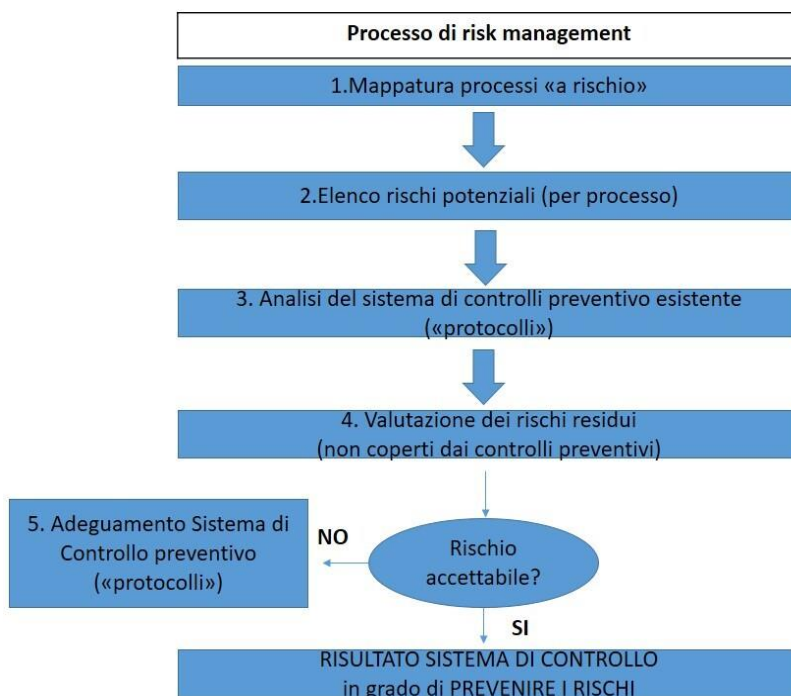 Processo di risk management
1.Mappatura processi «a rischio»
2.Elenco rischi potenziali (per processo)
3. Analisi del sistema di controlli preventivo esistente
(«protocolli»)
4. Valutazione dei rischi residui
(non coperti dai controlli preventivi)
5. Adeguamento Sistema di
Controllo preventivo
(«protocolli»)
NO
Rischio
accettabile?
SI
RISULTATO SISTEMA DI CONTROLLO
in grado di PREVENIRE I RISCHI